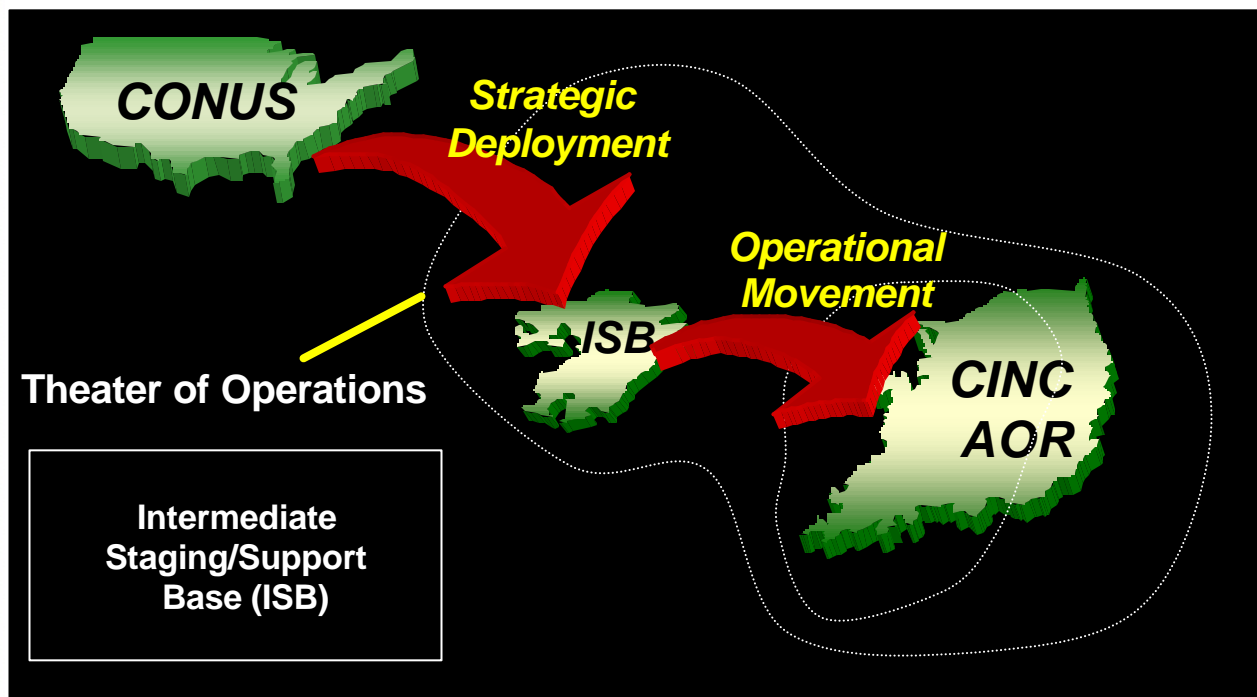 CONUS
Strategic
Deployment
Operational
Movement
ISB
CINC
AOR
Theater of Operations
Intermediate
Staging/Support
Base (ISB)